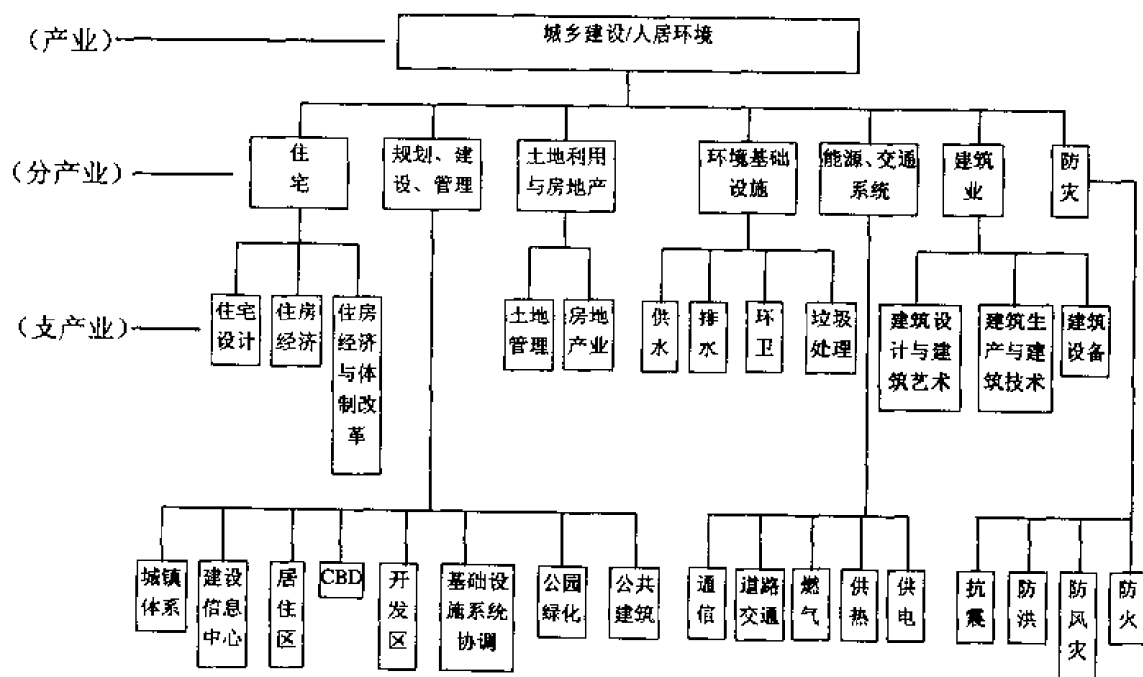 （产业）
城乡建设/人居环境
（分产业）
住
宅
规划、建
设、管理
土地利用
与房地产
环境基础
设施
能源、交通
系统
建筑
业
防
灾
（支产业）
住宅
设计
住房
经济
住房
经济
与体
制改
革
土地
管理
房地
产业
供
水
排
水
环
卫
垃圾
处理
建筑设
计与建
筑艺术
建筑生
产与建
筑技术
建筑
设备
城镇
体系
建设
信息
中心
居
住
区
CBD
开
发
区
基础设
施系统
协调
公园
绿化
公共
建筑
通
信
道路
交通
燃
气
供
热
供
电
抗
震
防
洪
防
风
灾
防
火